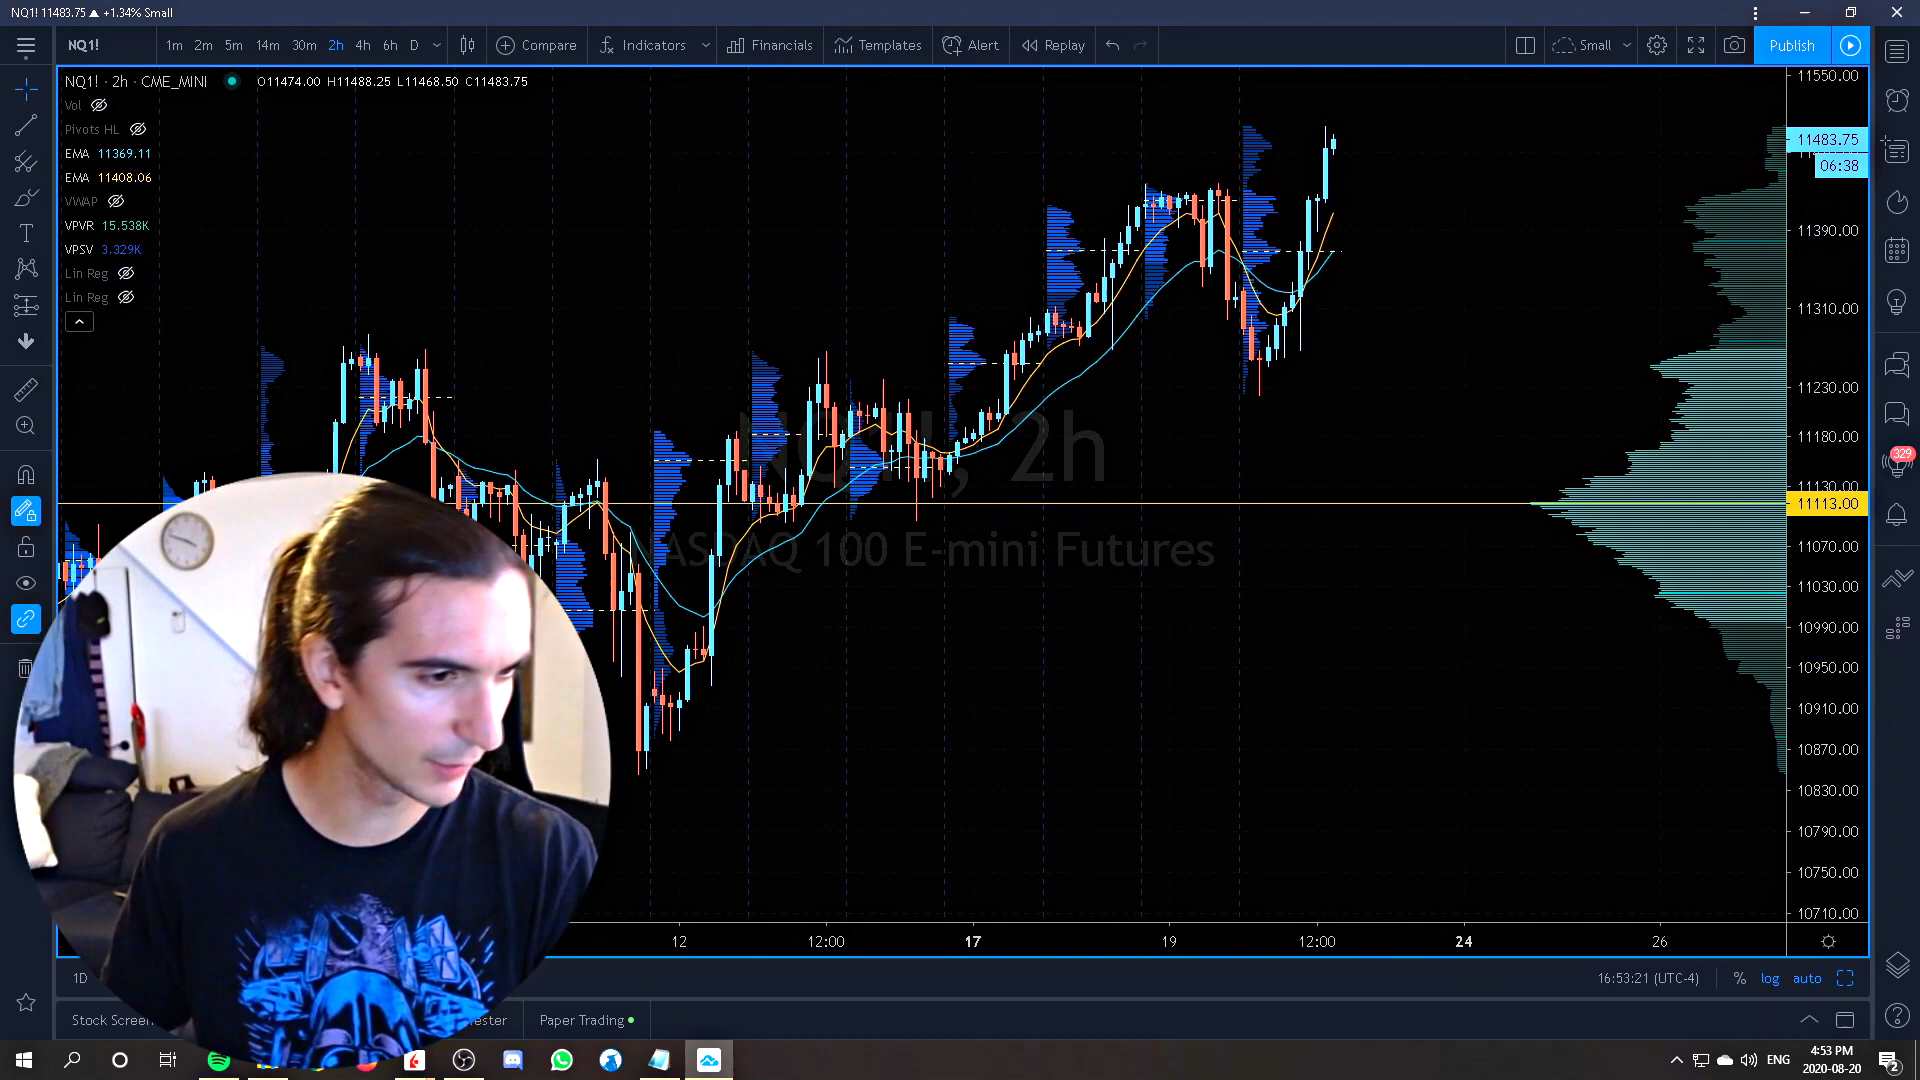 NQ1! 11483.75 ▲ +1.34% Small
NQ1! 1m 2m 5m 14m 30m 2h 4h 6h D Compare Indicators Financials Templates Alert Replay Small Publish
NQ1! · 2h · CME_MINI O11474.00 H11488.25 L11468.50 C11483.75
Vol
Pivots HL
EMA 11369.11
EMA 11408.06
VWAP
VPVR 15.538K
VPSV 3.329K
Lin Reg
Lin Reg
11550.00
11483.75
06:38
11390.00
11310.00
11230.00
11180.00
11130.00
11113.00
11070.00
11030.00
10990.00
10950.00
10910.00
10870.00
10830.00
10790.00
10750.00
10710.00
2h
NASDAQ 100 E-mini Futures
329
12 12:00 17 19 12:00 24 26
1D 16:53:21 (UTC-4) % log auto
Stock Screen
Paper Trading
ENG
4:53 PM
2020-08-20
2